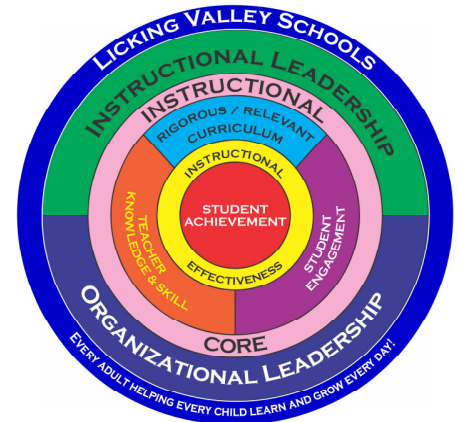 LICKING VALLEY SCHOOLS
INSTRUCTIONAL LEADERSHIP
INSTRUCTIONAL
RIGOROUS / RELEVANT
CURRICULUM
INSTRUCTIONAL
STUDENT
ACHIEVEMENT
EFFECTIVENESS
TEACHER
KNOWLEDGE & SKILL
STUDENT
ENGAGEMENT
CORE
ORGANIZATIONAL LEADERSHIP
EVERY ADULT HELPING EVERY CHILD LEARN AND GROW EVERY DAY!